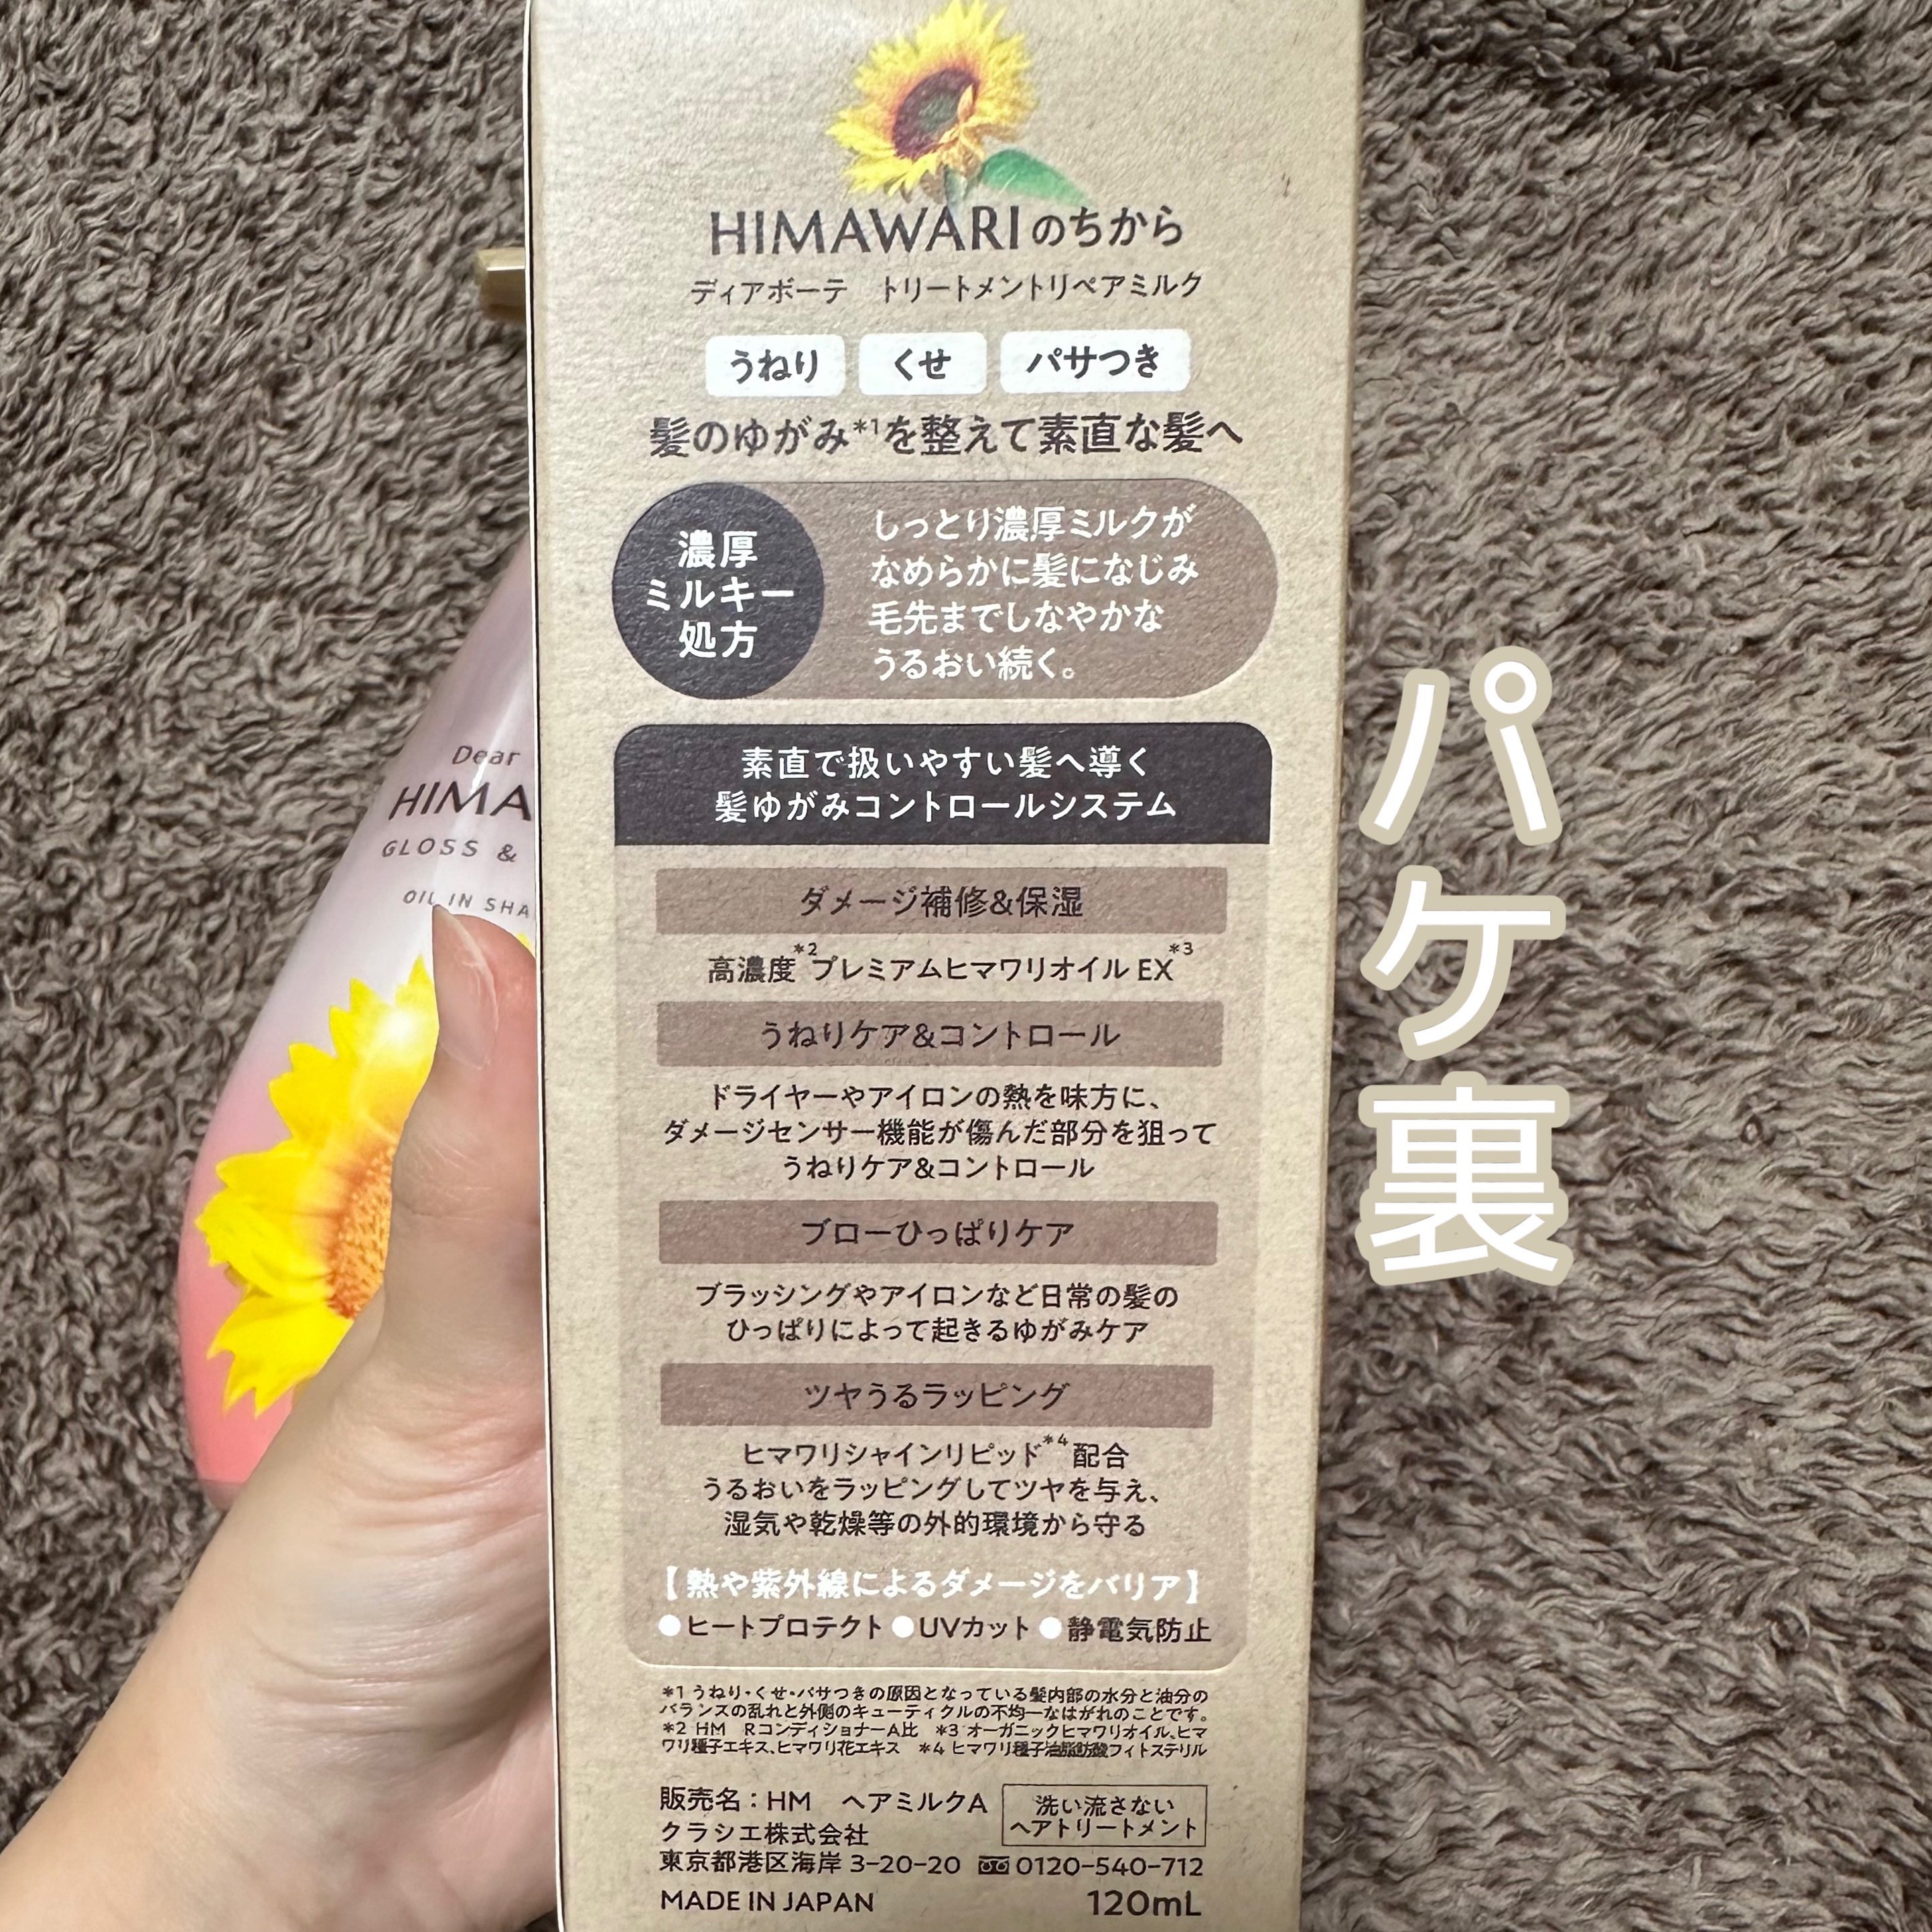 HIMAWARIのちから
ディアボーテ トリートメントリペアミルク
うねり くせ パサつき
髪のゆがみ*1を整えて素直な髪へ
濃厚
ミルキー
処方
しっとり濃厚ミルクが
なめらかに髪になじみ
毛先までしなやかな
うるおい続く。
素直で扱いやすい髪へ導く
髪ゆがみコントロールシステム
ダメージ補修&保湿
高濃度*2プレミアムヒマワリオイル EX*3
うねりケア&コントロール
ドライヤーやアイロンの熱を味方に、
ダメージセンサー機能が傷んだ部分を狙って
うねりケア&コントロール
ブローひっぱりケア
ブラッシングやアイロンなど日常の髪の
ひっぱりによって起きるゆがみケア
ツヤうるラッピング
ヒマワリシャインリピッド*4配合
うるおいをラッピングしてツヤを与え、
湿気や乾燥等の外的環境から守る
【熱や紫外線によるダメージをバリア】
●ヒートプロテクト ●UVカット ●静電気防止
*1 うねり・くせ・パサつきの原因となっている髪内部の水分と油分の
バランスの乱れと外側のキューティクルの不均一なはがれのことです。
*2 HM RコンディショナーA比 *3 オーガニックヒマワリオイル、ヒマ
ワリ種子エキス、ヒマワリ花エキス *4 ヒマワリ種子油脂肪酸フィトステリル
販売名：HM ヘアミルクA
洗い流さない
ヘアトリートメント
クラシエ株式会社
東京都港区海岸 3-20-20 0120-540-712
MADE IN JAPAN 120mL
Dear
HIMA
GLOSS &
OIL IN SHA
パケ裏